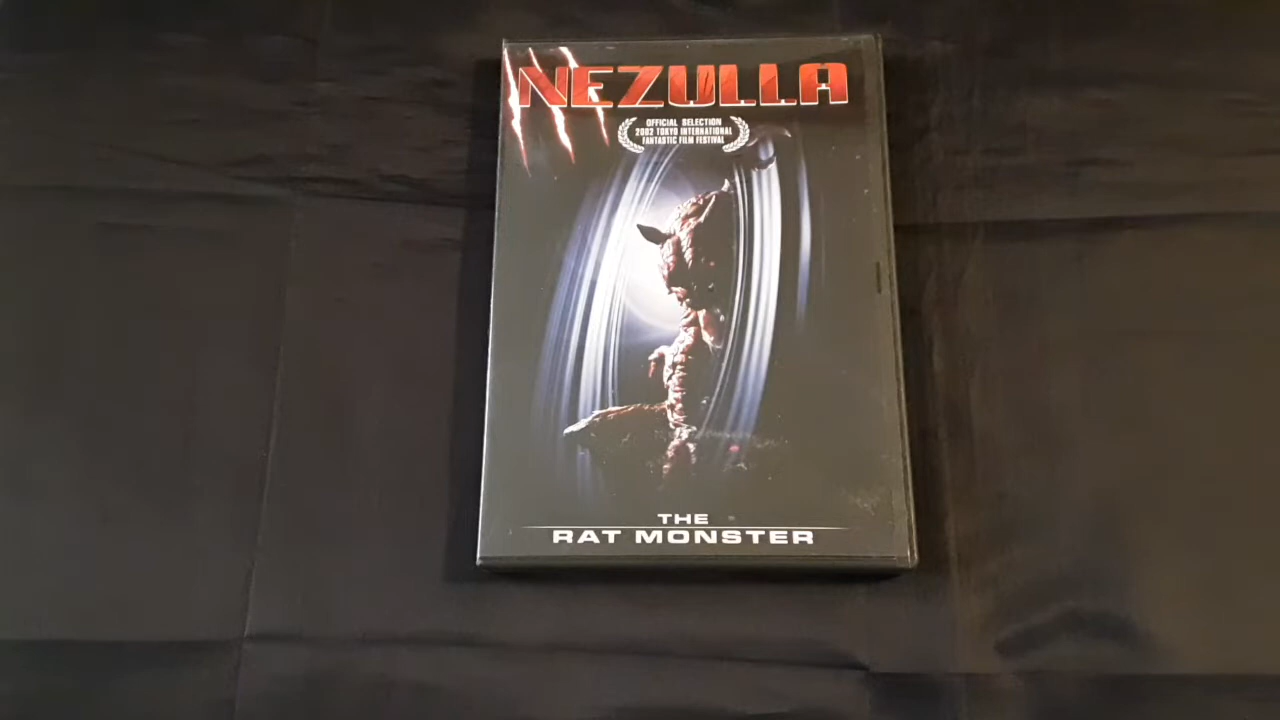 NEZULLA
OFFICIAL SELECTION
2002 TOKYO INTERNATIONAL
FANTASTIC FILM FESTIVAL
THE
RAT MONSTER